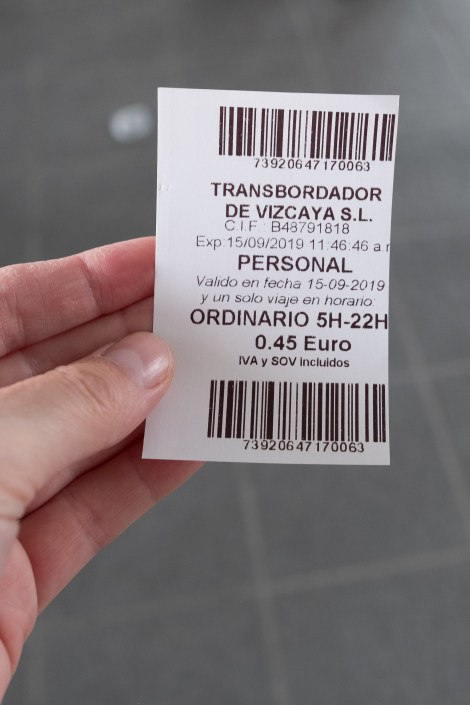 73920647170063
TRANSBORDADOR
DE VIZCAYA S.L.
C.I.F.: B48791818
Exp:15/09/2019 11:46:46 a.m
PERSONAL
Valido en fecha 15-09-2019
y un solo viaje en horario:
ORDINARIO 5H-22H
0.45 Euro
IVA y SOV incluidos
73920647170063